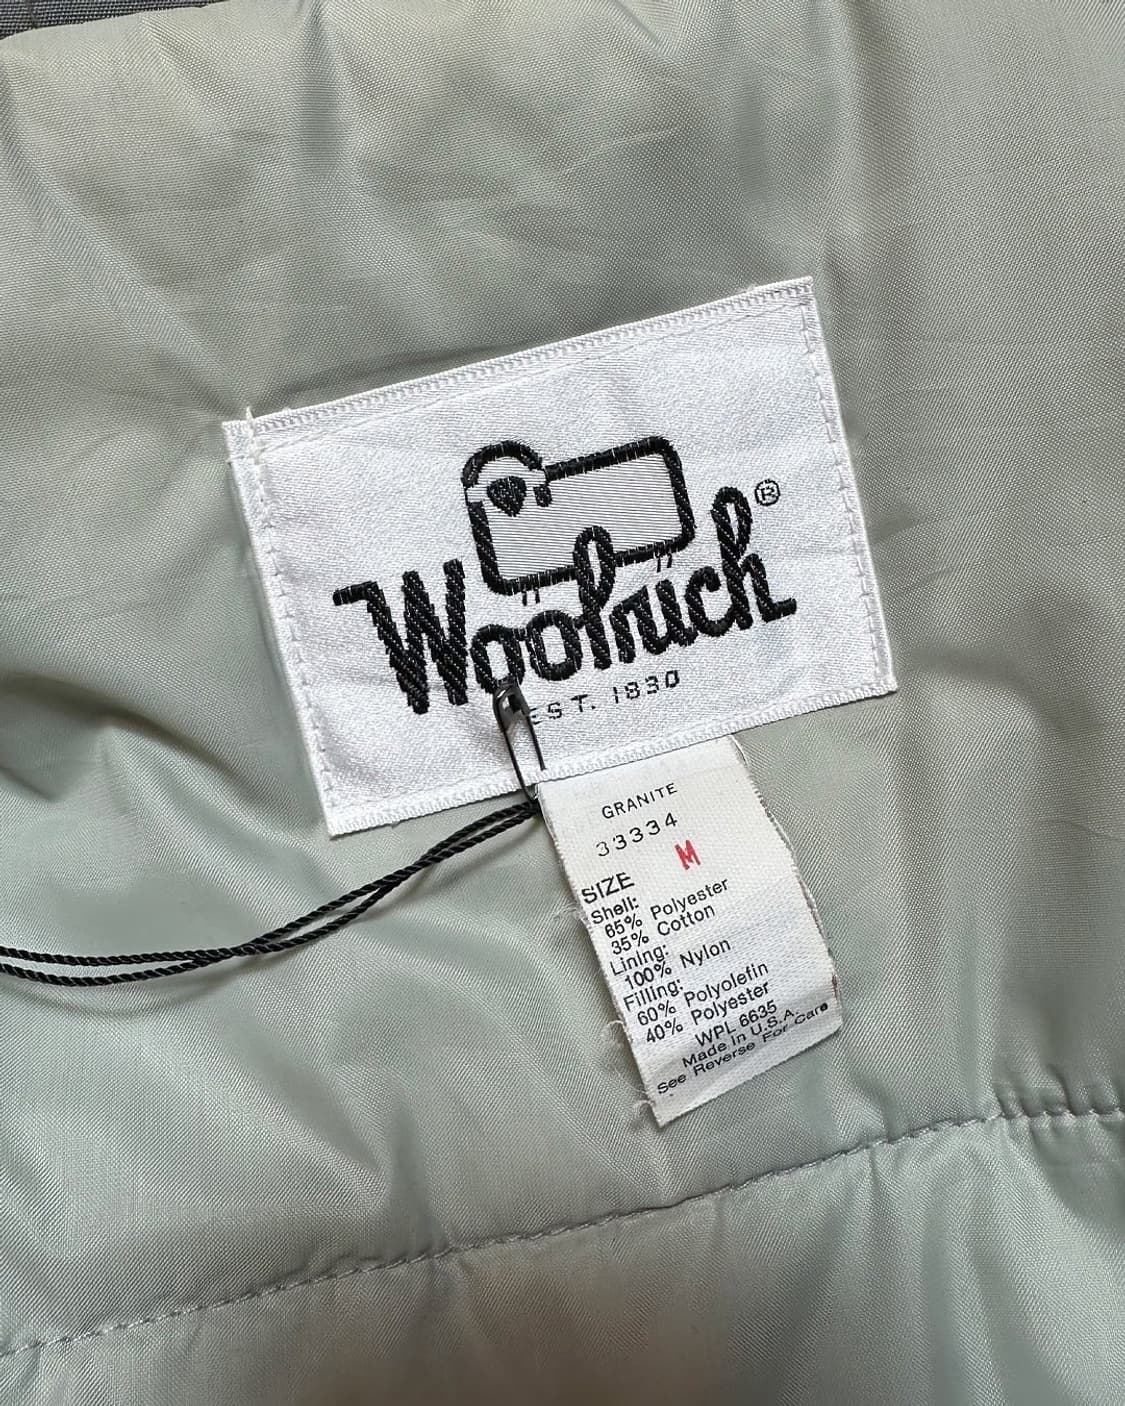 Woolrich®
EST. 1830
GRANITE
33334
M
SIZE
Shell:
65% Polyester
35% Cotton
Lining:
100% Nylon
Filling:
60% Polyolefin
40% Polyester
WPL 6635
Made in U.S.A.
See Reverse For Care